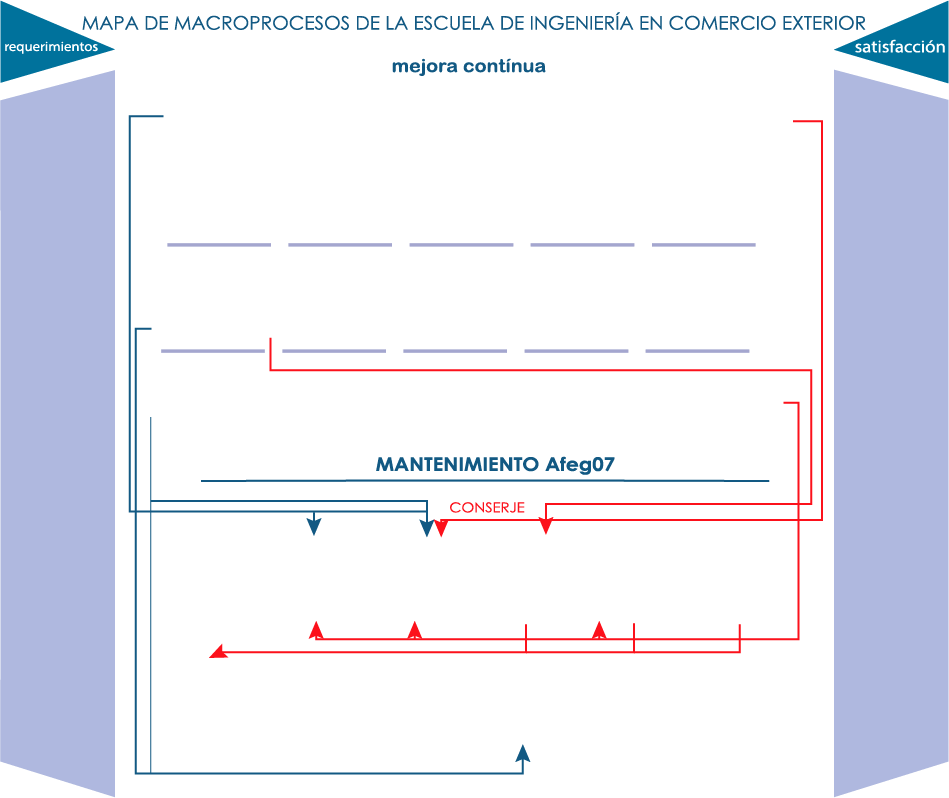 MAPA DE MACROPROCESOS DE LA ESCUELA DE INGENIERÍA EN COMERCIO EXTERIOR
requerimientos
satisfacción
mejora contínua
MANTENIMIENTO Afeg07
CONSERJE